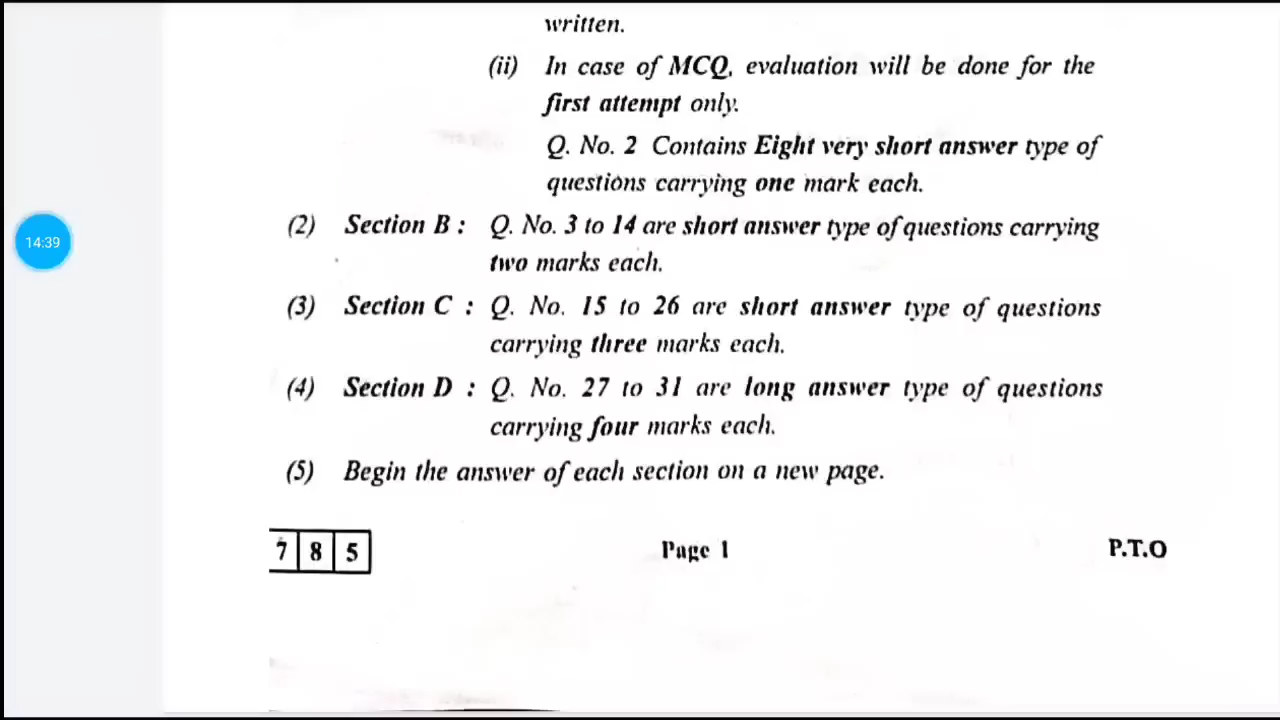 written.
(ii) In case of MCQ, evaluation will be done for the
first attempt only.
Q. No. 2 Contains Eight very short answer type of
questions carrying one mark each.
(2) Section B : Q. No. 3 to 14 are short answer type of questions carrying
two marks each.
(3) Section C : Q. No. 15 to 26 are short answer type of questions
carrying three marks each.
(4) Section D : Q. No. 27 to 31 are long answer type of questions
carrying four marks each.
(5) Begin the answer of each section on a new page.
14:39
7 8 5 Page 1 P.T.O